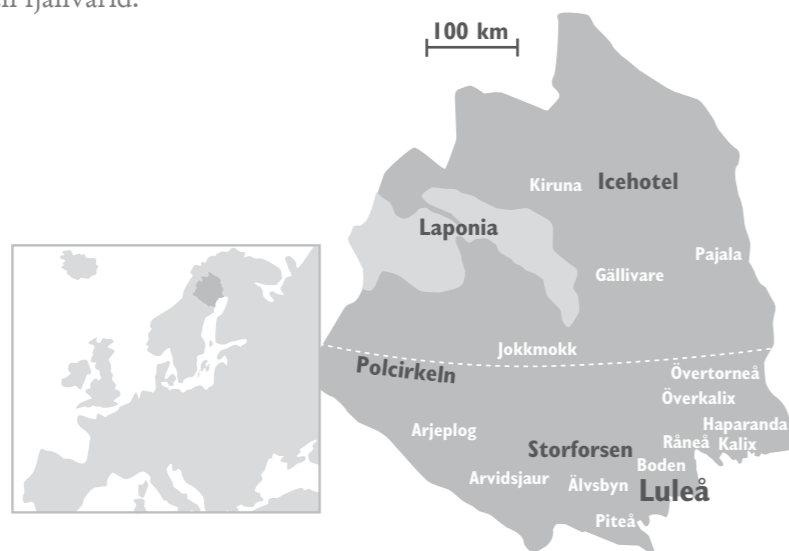 fjällvärld.
100 km
Kiruna
Icehotel
Laponia
Pajala
Gällivare
Jokkmokk
Polcirkeln
Övertorneå
Överkalix
Haparanda
Arjeplog
Råneå
Kalix
Storforsen
Boden
Arvidsjaur
Älvsbyn
Luleå
Piteå